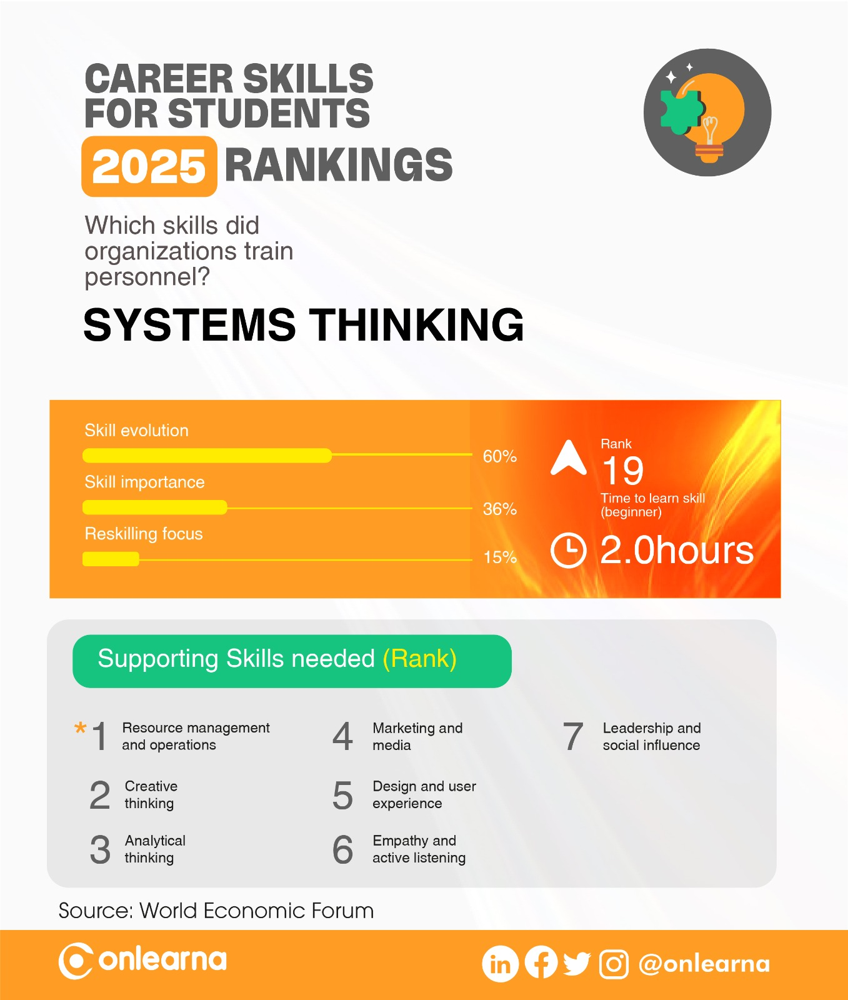 CAREER SKILLS
FOR STUDENTS
2025 RANKINGS
Which skills did
organizations train
personnel?
SYSTEMS THINKING
Skill evolution
60%
Skill importance
36%
Reskilling focus
15%
Rank
19
Time to learn skill
(beginner)
2.0hours
Supporting Skills needed (Rank)
*1 Resource management
and operations
2 Creative
thinking
3 Analytical
thinking
4 Marketing and
media
5 Design and user
experience
6 Empathy and
active listening
7 Leadership and
social influence
Source: World Economic Forum
onlearna
in f @onlearna